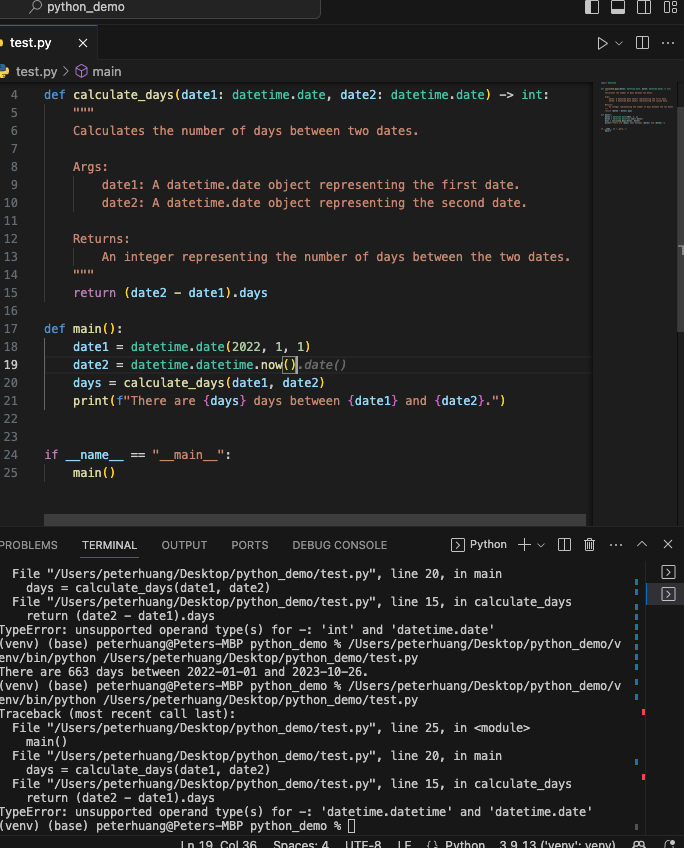 python_demo
test.py
test.py > main
4 def calculate_days(date1: datetime.date, date2: datetime.date) -> int:
5 """
6 Calculates the number of days between two dates.
7
8 Args:
9 date1: A datetime.date object representing the first date.
10 date2: A datetime.date object representing the second date.
11
12 Returns:
13 An integer representing the number of days between the two dates.
14 """
15 return (date2 - date1).days
16
17 def main():
18 date1 = datetime.date(2022, 1, 1)
19 date2 = datetime.datetime.now().date()
20 days = calculate_days(date1, date2)
21 print(f"There are {days} days between {date1} and {date2}.")
22
23
24 if __name__ == "__main__":
25 main()
PROBLEMS TERMINAL OUTPUT PORTS DEBUG CONSOLE Python
File "/Users/peterhuang/Desktop/python_demo/test.py", line 20, in main
days = calculate_days(date1, date2)
File "/Users/peterhuang/Desktop/python_demo/test.py", line 15, in calculate_days
return (date2 - date1).days
TypeError: unsupported operand type(s) for -: 'int' and 'datetime.date'
(venv) (base) peterhuang@Peters-MBP python_demo % /Users/peterhuang/Desktop/python_demo/v
env/bin/python /Users/peterhuang/Desktop/python_demo/test.py
There are 663 days between 2022-01-01 and 2023-10-26.
(venv) (base) peterhuang@Peters-MBP python_demo % /Users/peterhuang/Desktop/python_demo/v
env/bin/python /Users/peterhuang/Desktop/python_demo/test.py
Traceback (most recent call last):
File "/Users/peterhuang/Desktop/python_demo/test.py", line 25, in <module>
main()
File "/Users/peterhuang/Desktop/python_demo/test.py", line 20, in main
days = calculate_days(date1, date2)
File "/Users/peterhuang/Desktop/python_demo/test.py", line 15, in calculate_days
return (date2 - date1).days
TypeError: unsupported operand type(s) for -: 'datetime.datetime' and 'datetime.date'
(venv) (base) peterhuang@Peters-MBP python_demo %
Ln 19, Col 36 Spaces: 4 UTF-8 LF {} Python 3.9.13 ('venv': venv)